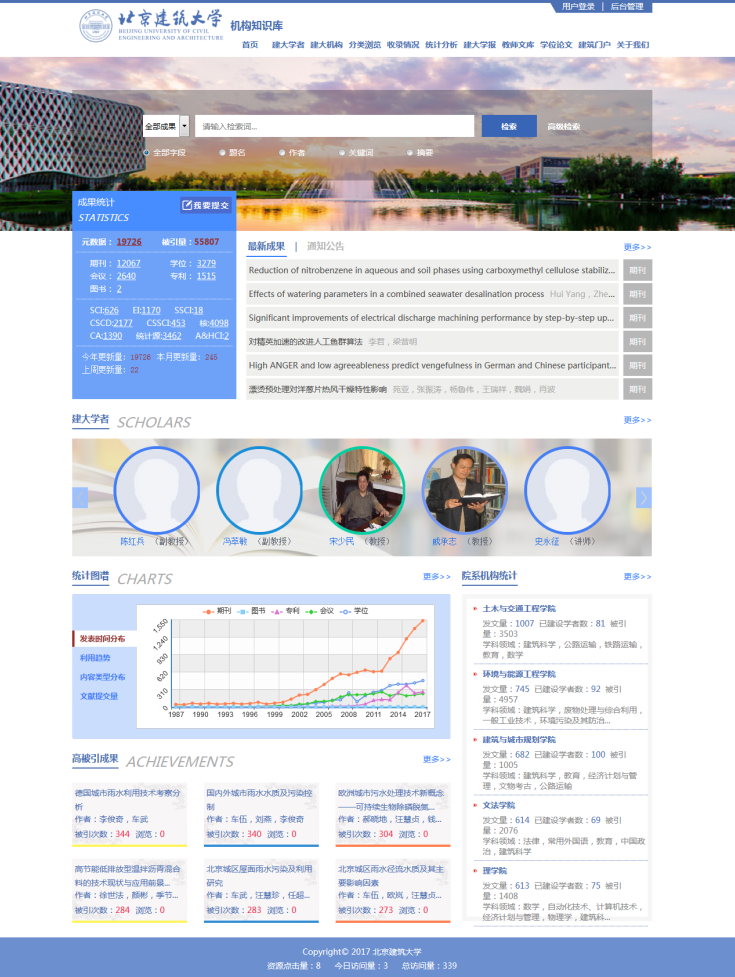 用户登录 | 后台管理
北京建筑大学
BEIJING UNIVERSITY OF CIVIL
ENGINEERING AND ARCHITECTURE
机构知识库
首页 建大学者 建大机构 分类浏览 收录情况 统计分析 建大学报 教师文库 学位论文 建筑门户 关于我们
全部成果 请输入检索词... 检索 高级检索
全部字段 题名 作者 关键词 摘要
成果统计
STATISTICS
我要提交
元数据：19726 被引量：55807
期刊：12067 学位：3279
会议：2640 专利：1515
图书：2
SCI:626 EI:1170 SSCI:18
CSCD:2177 CSSCI:453 核:4098
CA:1390 统计源:3462 A&HCI:2
今年更新量：19726 本月更新量：245
上周更新量：22
最新成果 | 通知公告 更多>>
Reduction of nitrobenzene in aqueous and soil phases using carboxymethyl cellulose stabiliz... 期刊
Effects of watering parameters in a combined seawater desalination process Hui Yang , Zhe... 期刊
Significant improvements of electrical discharge machining performance by step-by-step up... 期刊
对精英加速的改进人工鱼群算法 李君，梁昔明 期刊
High ANGER and low agreeableness predict vengefulness in German and Chinese participant... 期刊
漂烫预处理对洋葱片热风干燥特性影响 苑亚，张振涛，杨鲁伟，王瑞祥，魏娟，肖波 期刊
建大学者 SCHOLARS 更多>>
陈红兵 （副教授） 冯萃敏 （副教授） 宋少民 （教授） 戚承志 （教授） 史永征 （讲师）
统计图谱 CHARTS 更多>>
发表时间分布
利用趋势
内容类型分布
文献提交量
期刊 图书 专利 会议 学位
1,550
1,240
930
620
310
0
1987 1990 1993 1996 1999 2002 2005 2008 2011 2014 2017
院系机构统计 更多>>
土木与交通工程学院
发文量：1007 已建设学者数：81 被引
量：3503
学科领域：建筑科学，公路运输，铁路运输，
教育，数学
环境与能源工程学院
发文量：745 已建设学者数：92 被引
量：4957
学科领域：建筑科学，废物处理与综合利用，
一般工业技术，环境污染及其防治...
建筑与城市规划学院
发文量：682 已建设学者数：100 被引
量：1005
学科领域：建筑科学，教育，经济计划与管
理，文物考古，公路运输
文法学院
发文量：614 已建设学者数：69 被引
量：2076
学科领域：法律，常用外国语，教育，中国政
治，建筑科学
理学院
发文量：613 已建设学者数：75 被引
量：1408
学科领域：数学，自动化技术、计算机技术，
经济计划与管理，物理学，建筑科...
高被引成果 ACHIEVEMENTS 更多>>
德国城市雨水利用技术考察分
析
作者：李俊奇，车武
被引次数：344 浏览：0
国内外城市雨水水质及污染控
制
作者：车伍，刘燕，李俊奇
被引次数：340 浏览：0
欧洲城市污水处理技术新概念
——可持续生物除磷脱氮...
作者：郝晓地，汪慧贞，钱...
被引次数：304 浏览：0
高节能低排放型温拌沥青混合
料的技术现状与应用前景...
作者：徐世法，颜彬，季节...
被引次数：284 浏览：0
北京城区屋面雨水污染及利用
研究
作者：车武，汪慧珍，任超...
被引次数：283 浏览：0
北京城区雨水径流水质及其主
要影响因素
作者：车伍，欧岚，汪慧贞...
被引次数：273 浏览：0
Copyright© 2017 北京建筑大学
资源点击量：8 今日访问量：3 总访问量：339